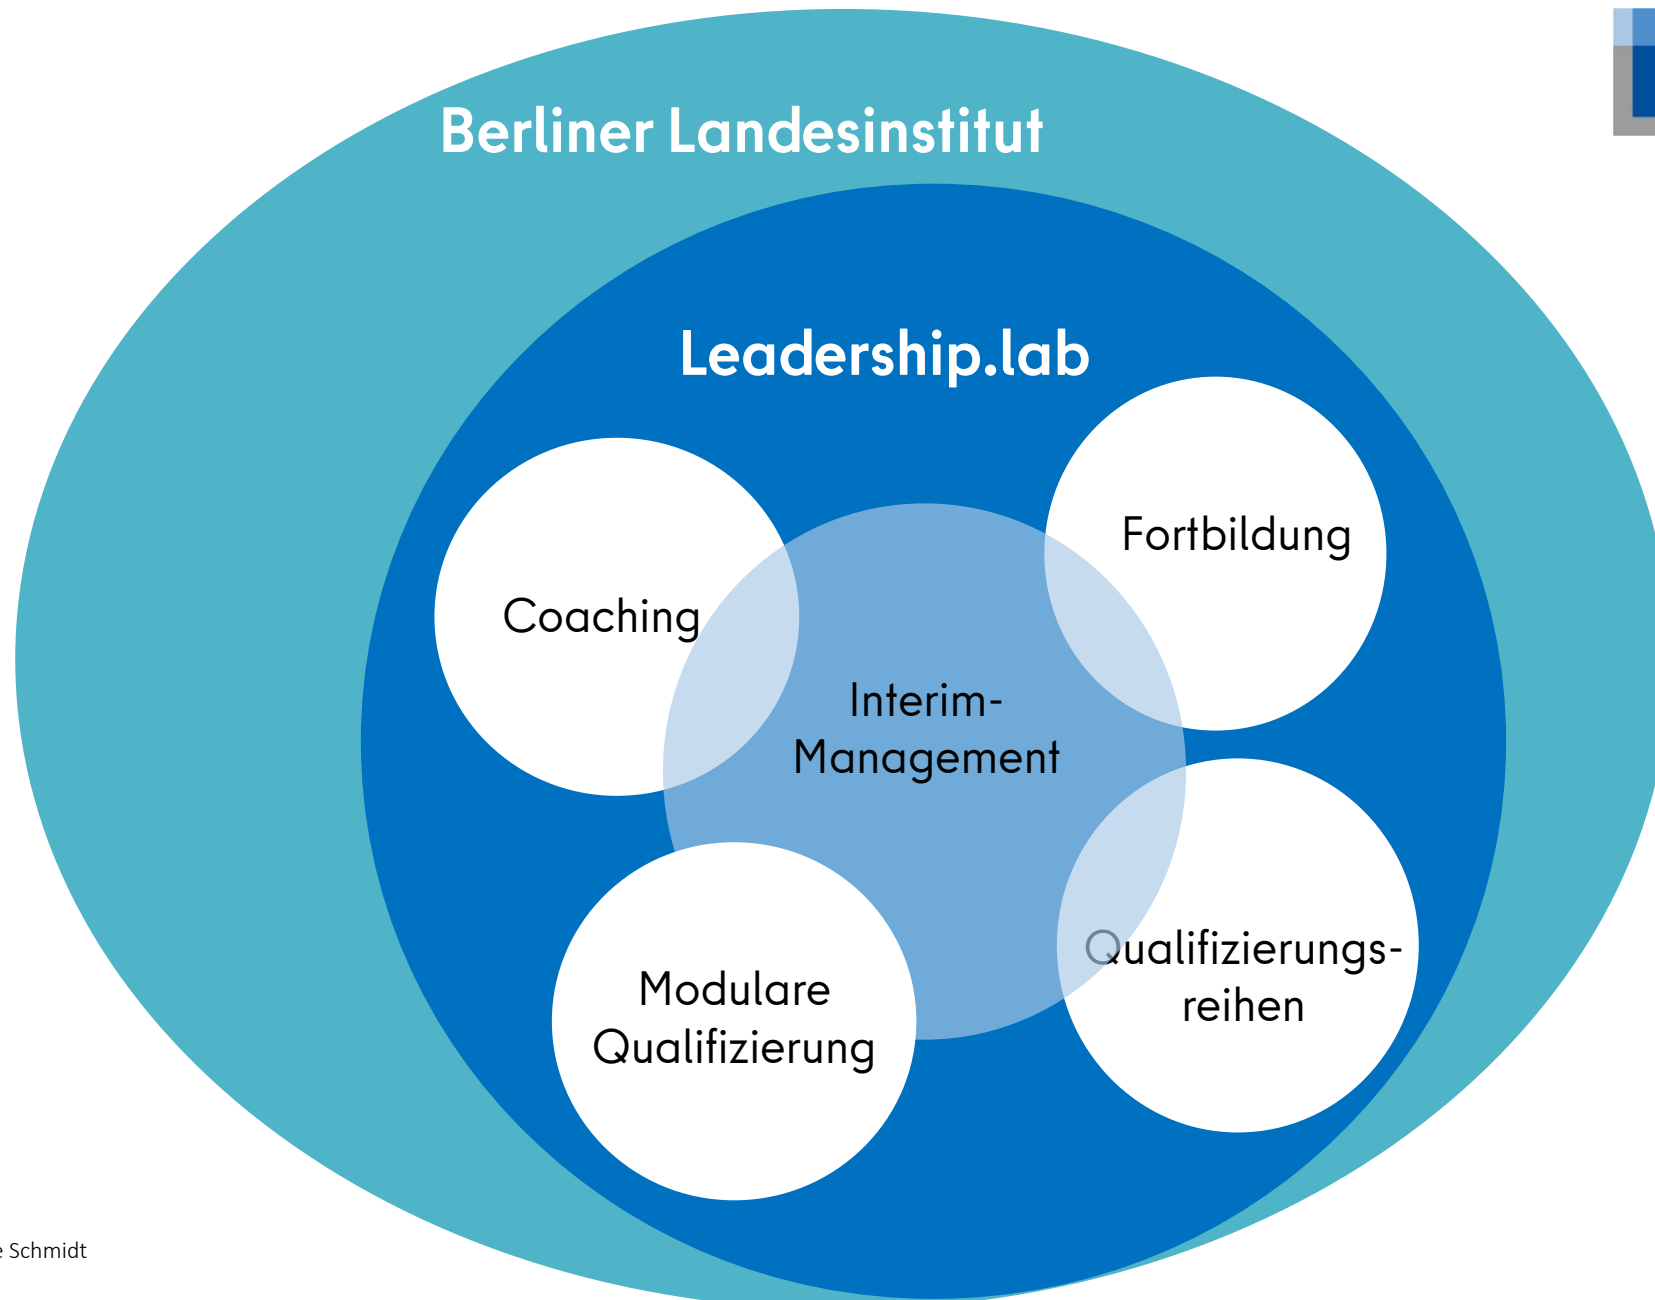 Berliner Landesinstitut
Leadership.lab
Fortbildung
Coaching
Interim-
Management
Qualifizierungs-
reihen
Modulare
Qualifizierung
Schmidt